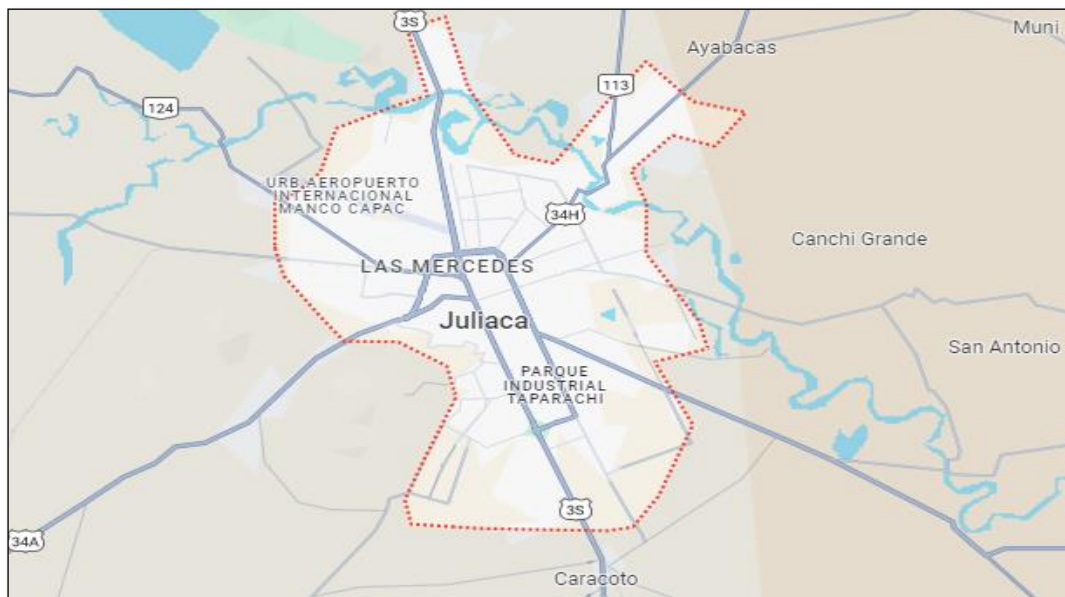 3S
Muni
Ayabacas
113
124
URB.AEROPUERTO
INTERNACIONAL
MANCO CAPAC
34H
Canchi Grande
LAS MERCEDES
Juliaca
San Antonio
PARQUE
INDUSTRIAL
TAPARACHI
3S
34A
Caracoto